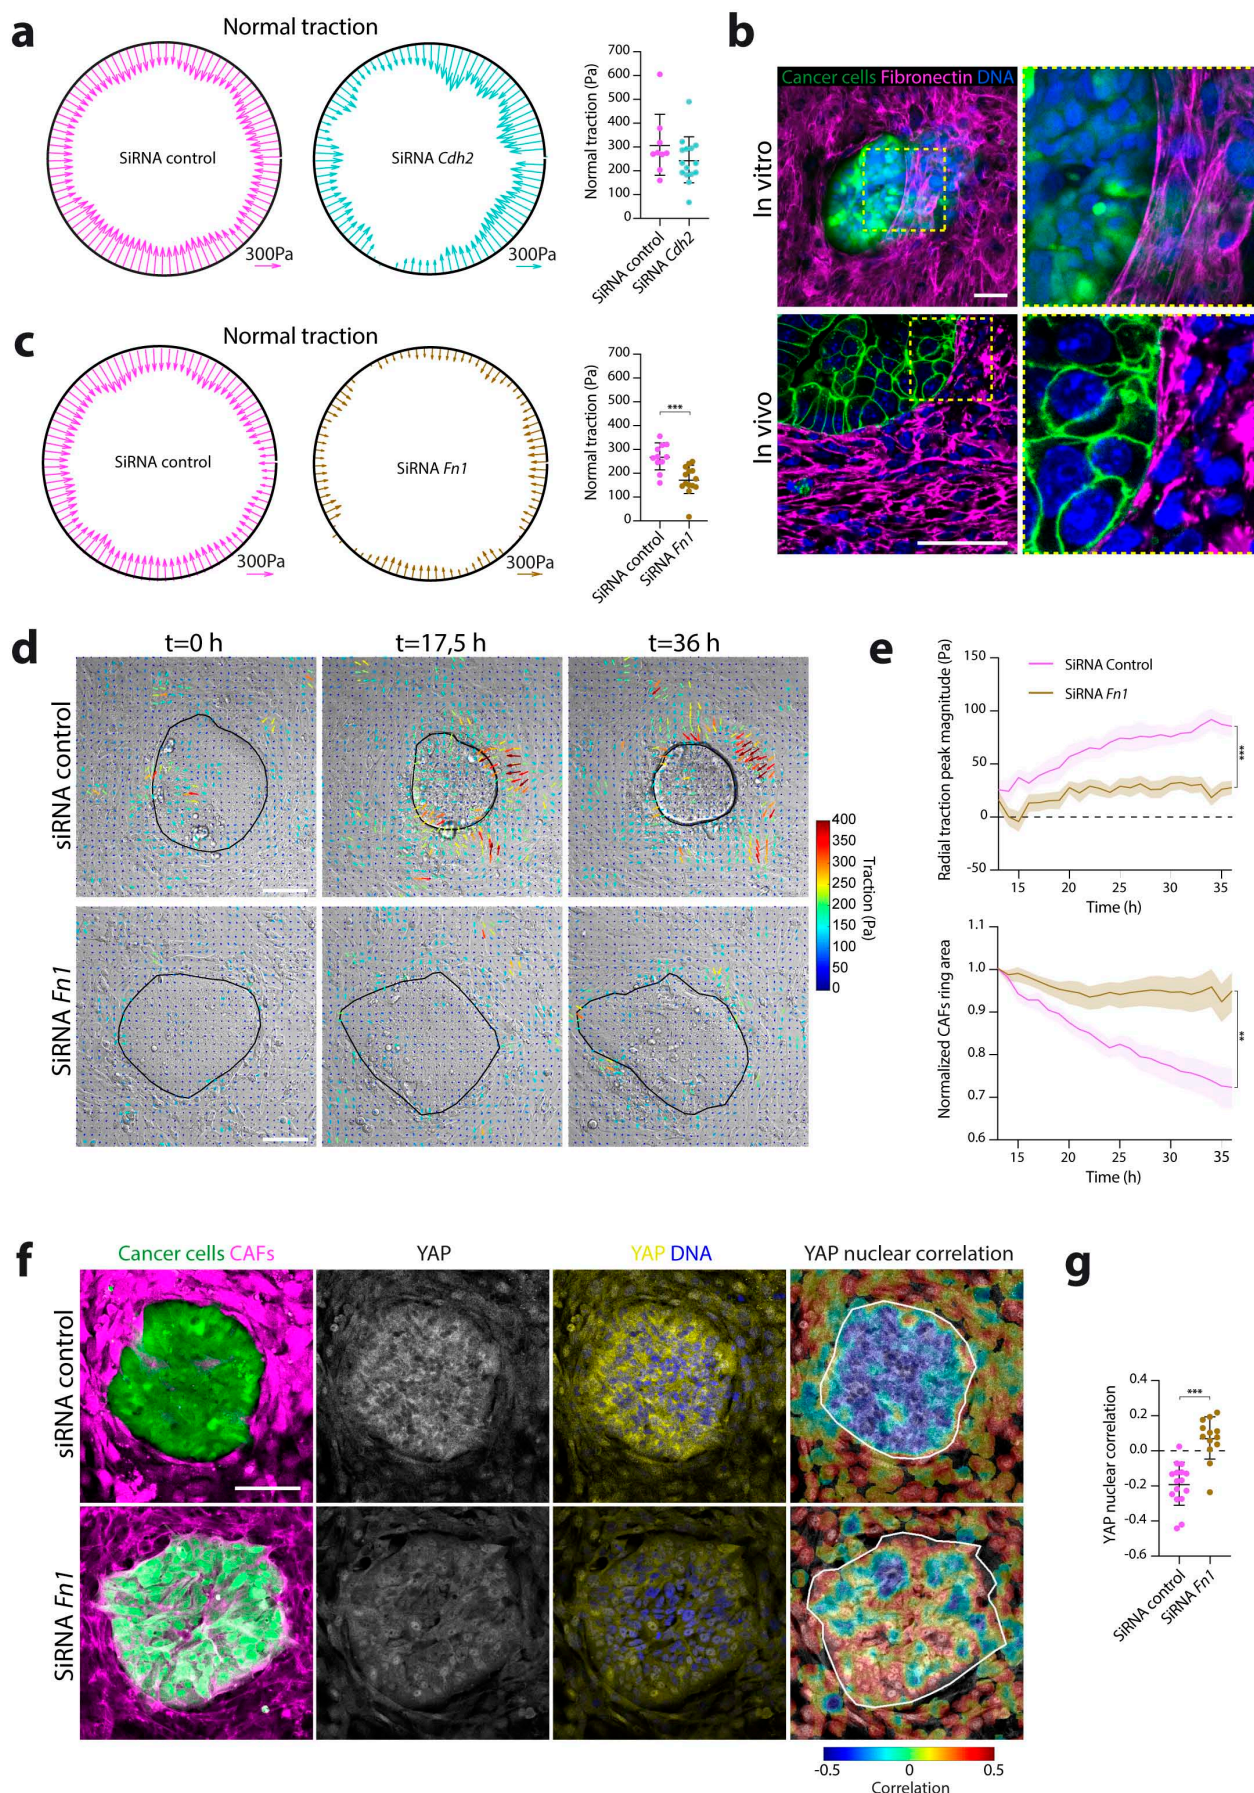 a
Normal traction
SiRNA control
300Pa
SiRNA Cdh2
300Pa
Normal traction (Pa)
700
600
500
400
300
200
100
0
SiRNA control
SiRNA Cdh2
b
Cancer cells Fibronectin DNA
In vitro
In vivo
c
Normal traction
SiRNA control
300Pa
SiRNA Fn1
300Pa
Normal traction (Pa)
700
600
500
400
300
200
100
0
***
SiRNA control
SiRNA Fn1
d
t=0 h
t=17,5 h
t=36 h
siRNA control
SiRNA Fn1
400
350
300
250
200
150
100
50
0
Traction (Pa)
e
Radial traction peak magnitude (Pa)
150
100
50
0
-50
SiRNA Control
SiRNA Fn1
***
15
20
25
30
35
Time (h)
Normalized CAFs ring area
1.1
1.0
0.9
0.8
0.7
0.6
**
15
20
25
30
35
Time (h)
f
Cancer cells CAFs
YAP
YAP DNA
YAP nuclear correlation
siRNA control
SiRNA Fn1
-0.5
0
0.5
Correlation
g
YAP nuclear correlation
0.4
0.2
0.0
-0.2
-0.4
-0.6
***
SiRNA control
SiRNA Fn1